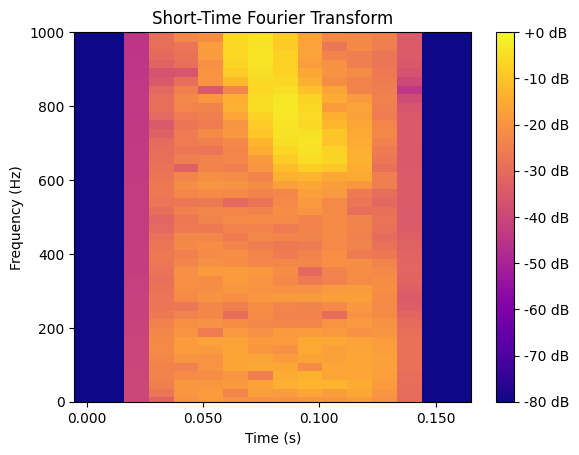 Short-Time Fourier Transform
1000
800
600
400
200
0
Frequency (Hz)
0.000
0.050
0.100
0.150
Time (s)
+0 dB
-10 dB
-20 dB
-30 dB
-40 dB
-50 dB
-60 dB
-70 dB
-80 dB